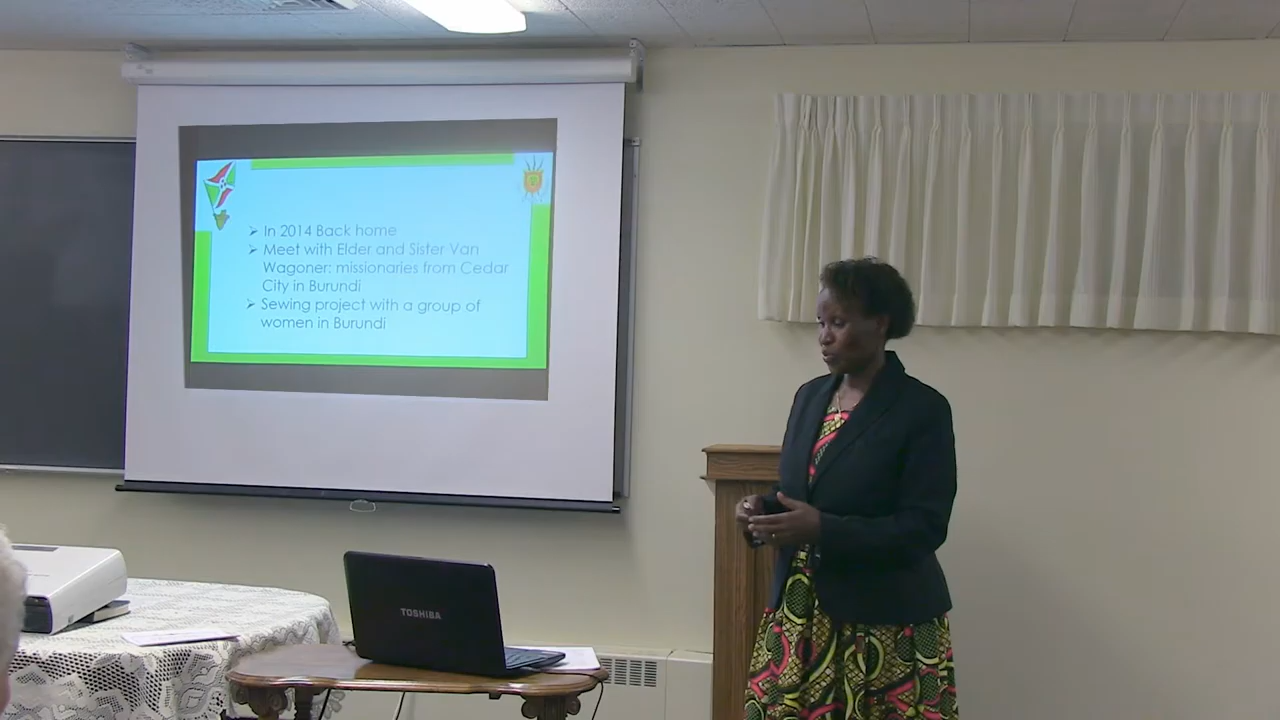 ➢ In 2014 Back home
➢ Meet with Elder and Sister Van
Wagoner: missionaries from Cedar
City in Burundi
➢ Sewing project with a group of
women in Burundi
TOSHIBA